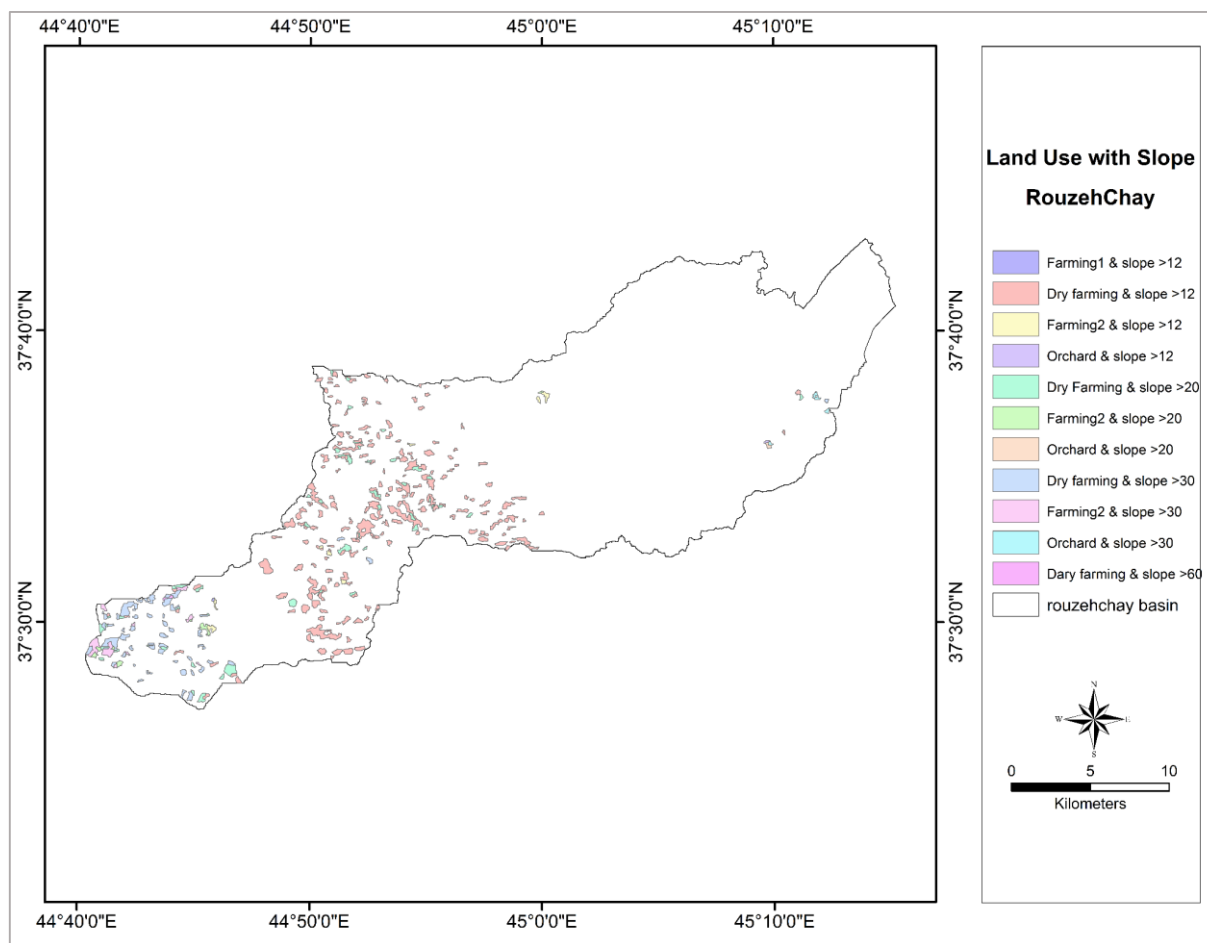 44°40'0"E
44°50'0"E
45°0'0"E
45°10'0"E
37°40'0"N
37°30'0"N
37°40'0"N
37°30'0"N
44°40'0"E
44°50'0"E
45°0'0"E
45°10'0"E
Land Use with Slope
RouzehChay
Farming1 & slope >12
Dry farming & slope >12
Farming2 & slope >12
Orchard & slope >12
Dry Farming & slope >20
Farming2 & slope >20
Orchard & slope >20
Dry farming & slope >30
Farming2 & slope >30
Orchard & slope >30
Dary farming & slope >60
rouzehchay basin
N
W
E
S
0 5 10
Kilometers